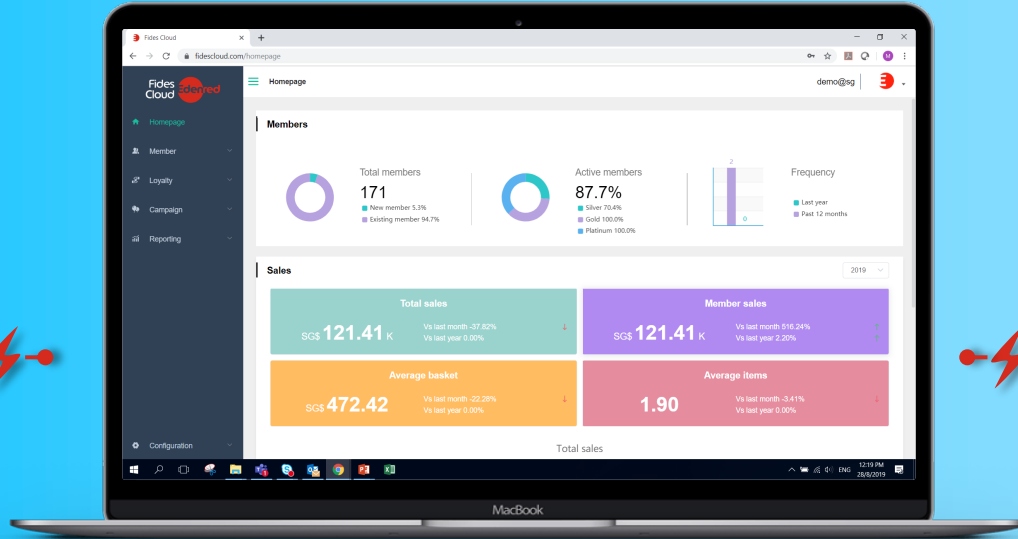 Fides Cloud
fidescloud.com/homepage
M
Fides
Cloud
Edenred
Homepage
demo@sg
Homepage
Member
Loyalty
Campaign
Reporting
Configuration
Members
Total members
171
New member 5.3%
Existing member 94.7%
Active members
87.7%
Silver 70.4%
Gold 100.0%
Platinum 100.0%
2
0
Frequency
Last year
Past 12 months
Sales
2019
Total sales
SG$ 121.41 K
Vs last month -37.62%
Vs last year 0.00%
Member sales
SG$ 121.41 K
Vs last month 516.24%
Vs last year 2.20%
Average basket
SG$ 472.42
Vs last month -22.28%
Vs last year 0.00%
Average items
1.90
Vs last month -3.41%
Vs last year 0.00%
Total sales
ENG
12:19 PM
28/8/2019
MacBook